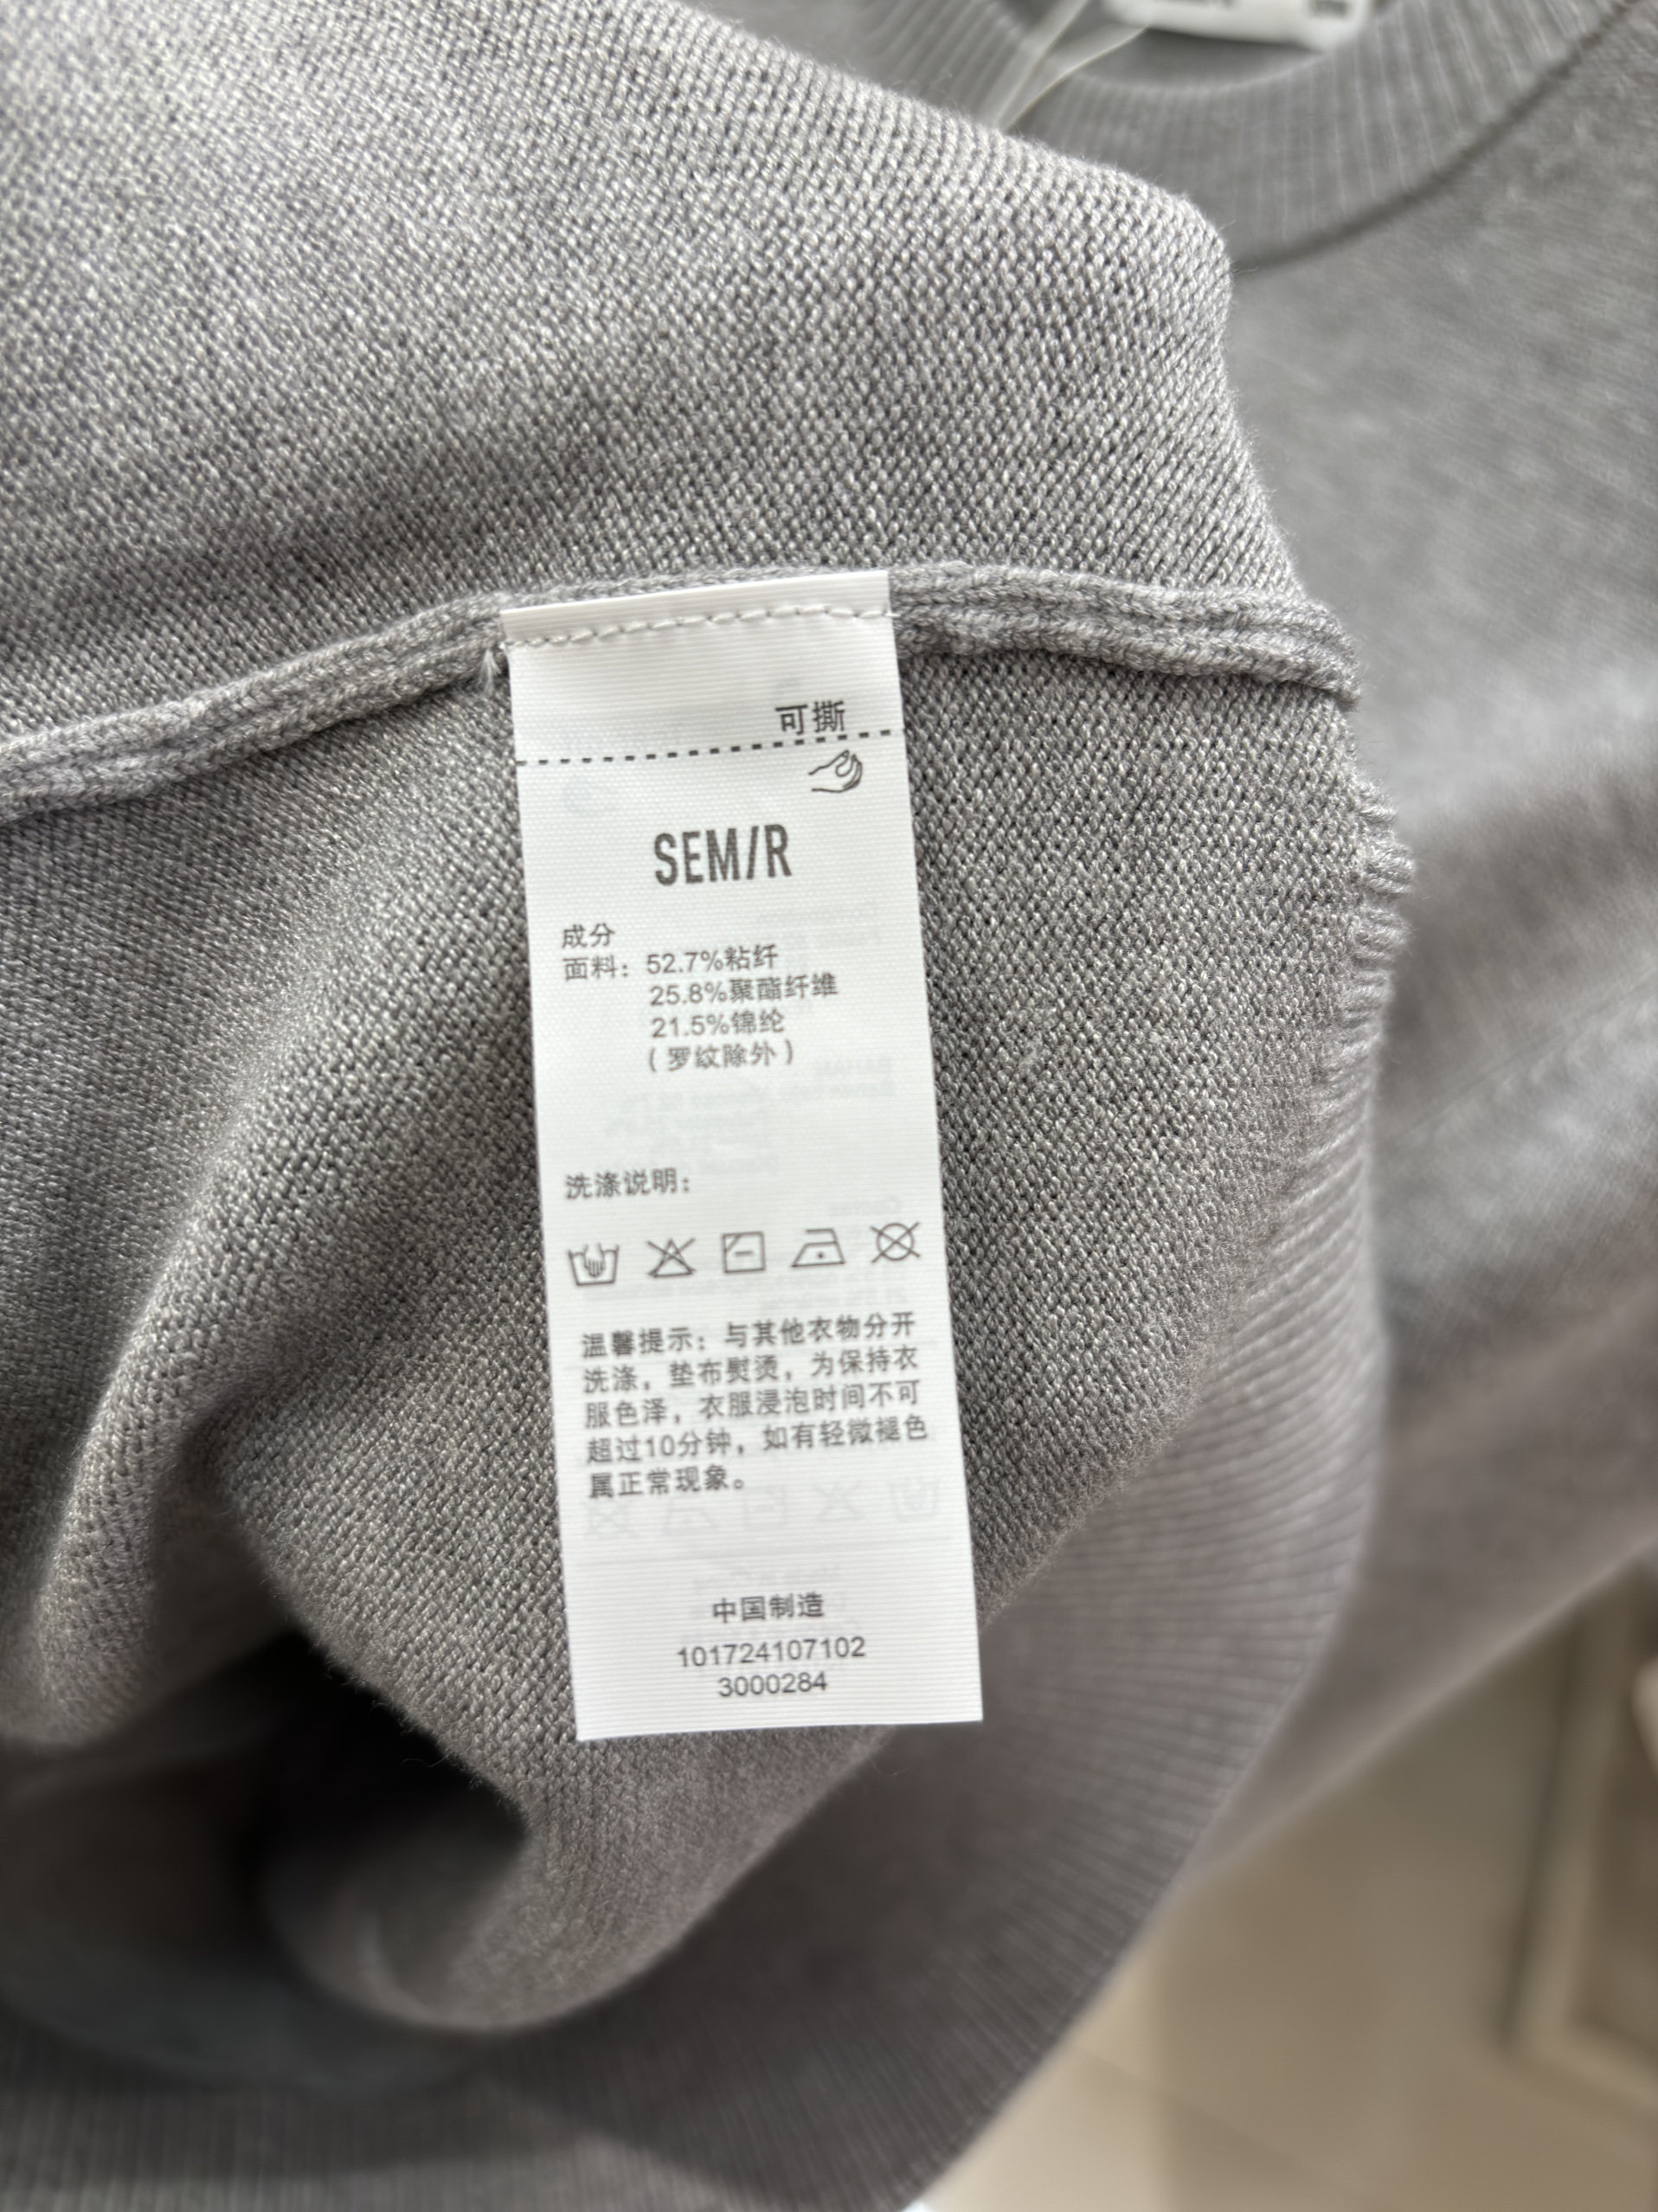 可撕
SEM/R
成分
面料：52.7%粘纤
25.8%聚酯纤维
21.5%锦纶
(罗纹除外)
洗涤说明：
温馨提示：与其他衣物分开
洗涤，垫布熨烫，为保持衣
服色泽，衣服浸泡时间不可
超过10分钟，如有轻微褪色
属正常现象。
中国制造
101724107102
3000284